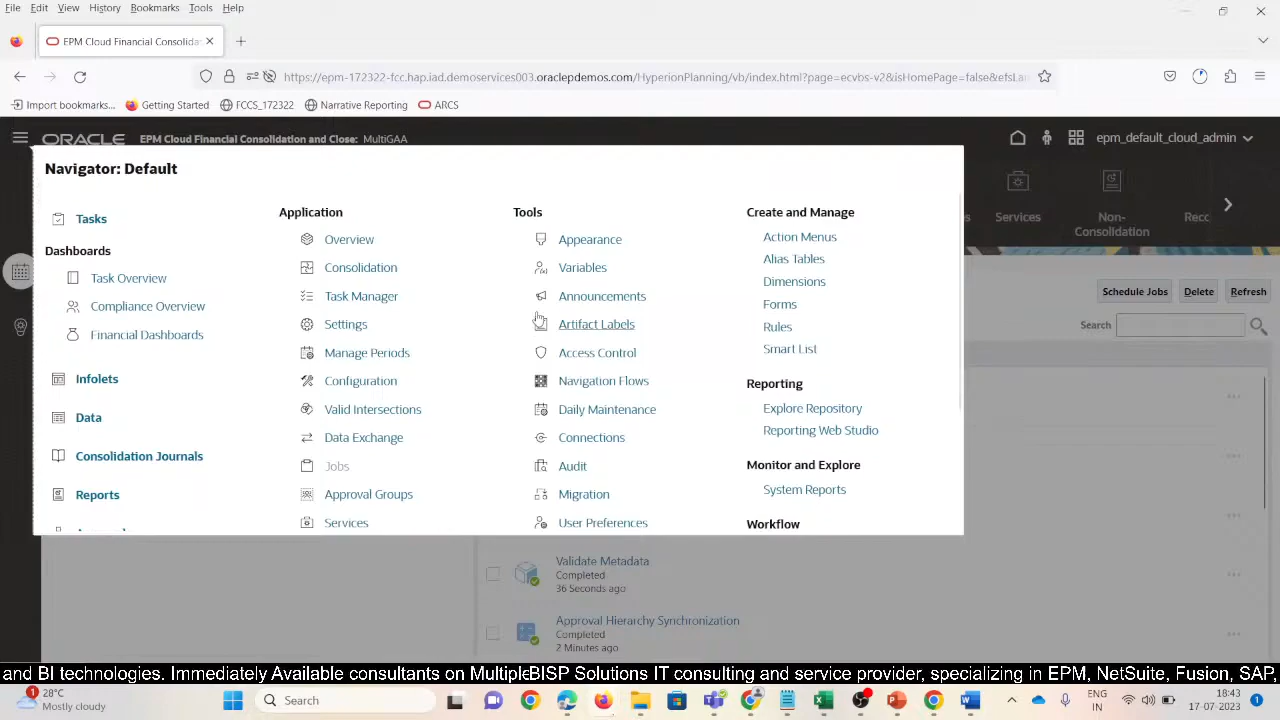 File Edit View History Bookmarks Tools Help
EPM Cloud Financial Consolida
https://epm-172322-fcc.hap.iad.demoservices003.oraclepdemos.com/HyperionPlanning/vb/index.html?page=ecvbs-v2&isHomePage=false&efsLan
Import bookmarks... Getting Started FCCS_172322 Narrative Reporting ARCS
ORACLE EPM Cloud Financial Consolidation and Close: MultiGAA epm_default_cloud_admin
Navigator: Default
Tasks
Dashboards
Task Overview
Compliance Overview
Financial Dashboards
Infolets
Data
Consolidation Journals
Reports
Application
Overview
Consolidation
Task Manager
Settings
Manage Periods
Configuration
Valid Intersections
Data Exchange
Jobs
Approval Groups
Services
Tools
Appearance
Variables
Announcements
Artifact Labels
Access Control
Navigation Flows
Daily Maintenance
Connections
Audit
Migration
User Preferences
Create and Manage
Action Menus
Alias Tables
Dimensions
Forms
Rules
Smart List
Reporting
Explore Repository
Reporting Web Studio
Monitor and Explore
System Reports
Workflow
s Services Non- Recc
Consolidation
Schedule Jobs Delete Refresh
Search
Validate Metadata
Completed
36 Seconds ago
Approval Hierarchy Synchronization
Completed
2 Minutes ago
and BI technologies. Immediately Available consultants on Multiple BISP Solutions IT consulting and service provider, specializing in EPM, NetSuite, Fusion, SAP,
28°C
Mostly cloudy
Search
ENG
IN
18:43
17-07-2023